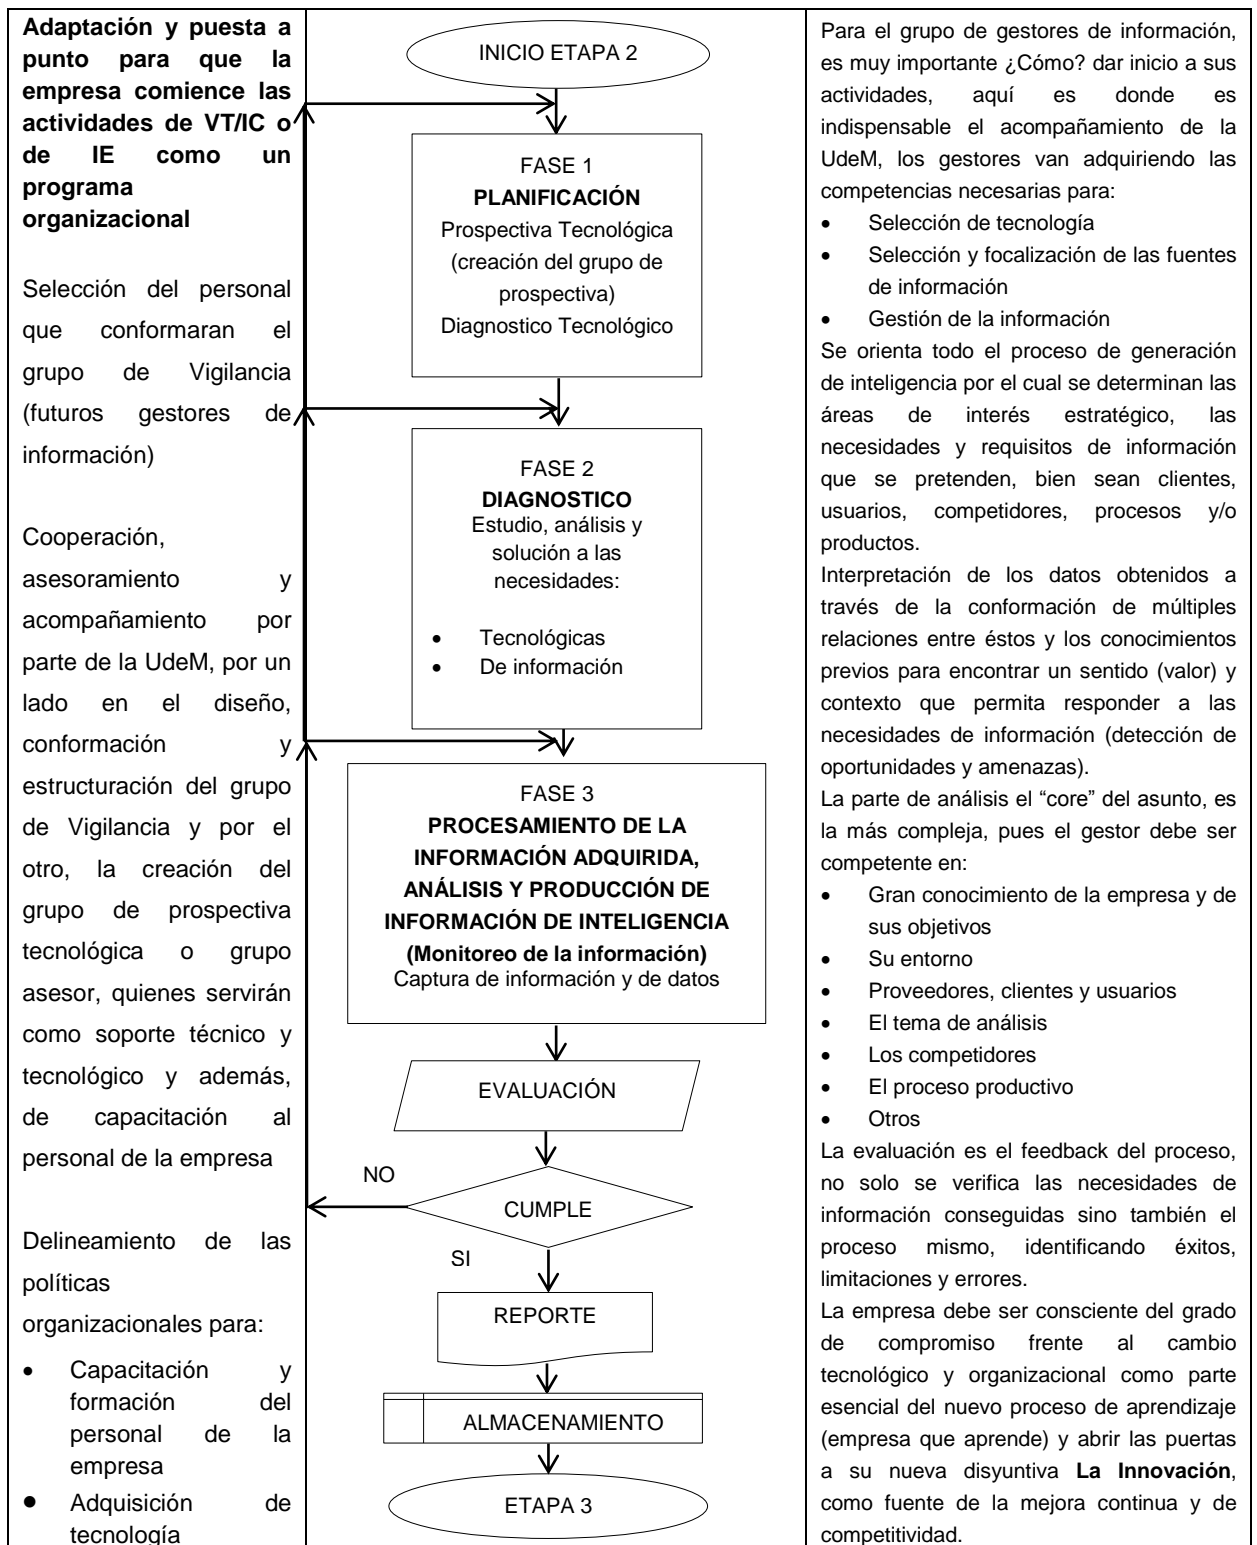 Adaptación y puesta a
punto para que la
empresa comience las
actividades de VT/IC o
de IE como un
programa
organizacional
Selección del personal
que conformaran el
grupo de Vigilancia
(futuros gestores de
información)
Cooperación,
asesoramiento y
acompañamiento por
parte de la UdeM, por un
lado en el diseño,
conformación y
estructuración del grupo
de Vigilancia y por el
otro, la creación del
grupo de prospectiva
tecnológica o grupo
asesor, quienes servirán
como soporte técnico y
tecnológico y además,
de capacitación al
personal de la empresa
Delineamiento de las
políticas
organizacionales para:
• Capacitación y
formación del
personal de la
empresa
• Adquisición de
tecnología
INICIO ETAPA 2
FASE 1
PLANIFICACIÓN
Prospectiva Tecnológica
(creación del grupo de
prospectiva)
Diagnostico Tecnológico
FASE 2
DIAGNOSTICO
Estudio, análisis y
solución a las
necesidades:
• Tecnológicas
• De información
FASE 3
PROCESAMIENTO DE LA
INFORMACIÓN ADQUIRIDA,
ANÁLISIS Y PRODUCCIÓN DE
INFORMACIÓN DE INTELIGENCIA
(Monitoreo de la información)
Captura de información y de datos
EVALUACIÓN
NO
CUMPLE
SI
REPORTE
ALMACENAMIENTO
ETAPA 3
Para el grupo de gestores de información,
es muy importante ¿Cómo? dar inicio a sus
actividades, aquí es donde es
indispensable el acompañamiento de la
UdeM, los gestores van adquiriendo las
competencias necesarias para:
• Selección de tecnología
• Selección y focalización de las fuentes
de información
• Gestión de la información
Se orienta todo el proceso de generación
de inteligencia por el cual se determinan las
áreas de interés estratégico, las
necesidades y requisitos de información
que se pretenden, bien sean clientes,
usuarios, competidores, procesos y/o
productos.
Interpretación de los datos obtenidos a
través de la conformación de múltiples
relaciones entre éstos y los conocimientos
previos para encontrar un sentido (valor) y
contexto que permita responder a las
necesidades de información (detección de
oportunidades y amenazas).
La parte de análisis el “core” del asunto, es
la más compleja, pues el gestor debe ser
competente en:
• Gran conocimiento de la empresa y de
sus objetivos
• Su entorno
• Proveedores, clientes y usuarios
• El tema de análisis
• Los competidores
• El proceso productivo
• Otros
La evaluación es el feedback del proceso,
no solo se verifica las necesidades de
información conseguidas sino también el
proceso mismo, identificando éxitos,
limitaciones y errores.
La empresa debe ser consciente del grado
de compromiso frente al cambio
tecnológico y organizacional como parte
esencial del nuevo proceso de aprendizaje
(empresa que aprende) y abrir las puertas
a su nueva disyuntiva La Innovación,
como fuente de la mejora continua y de
competitividad.